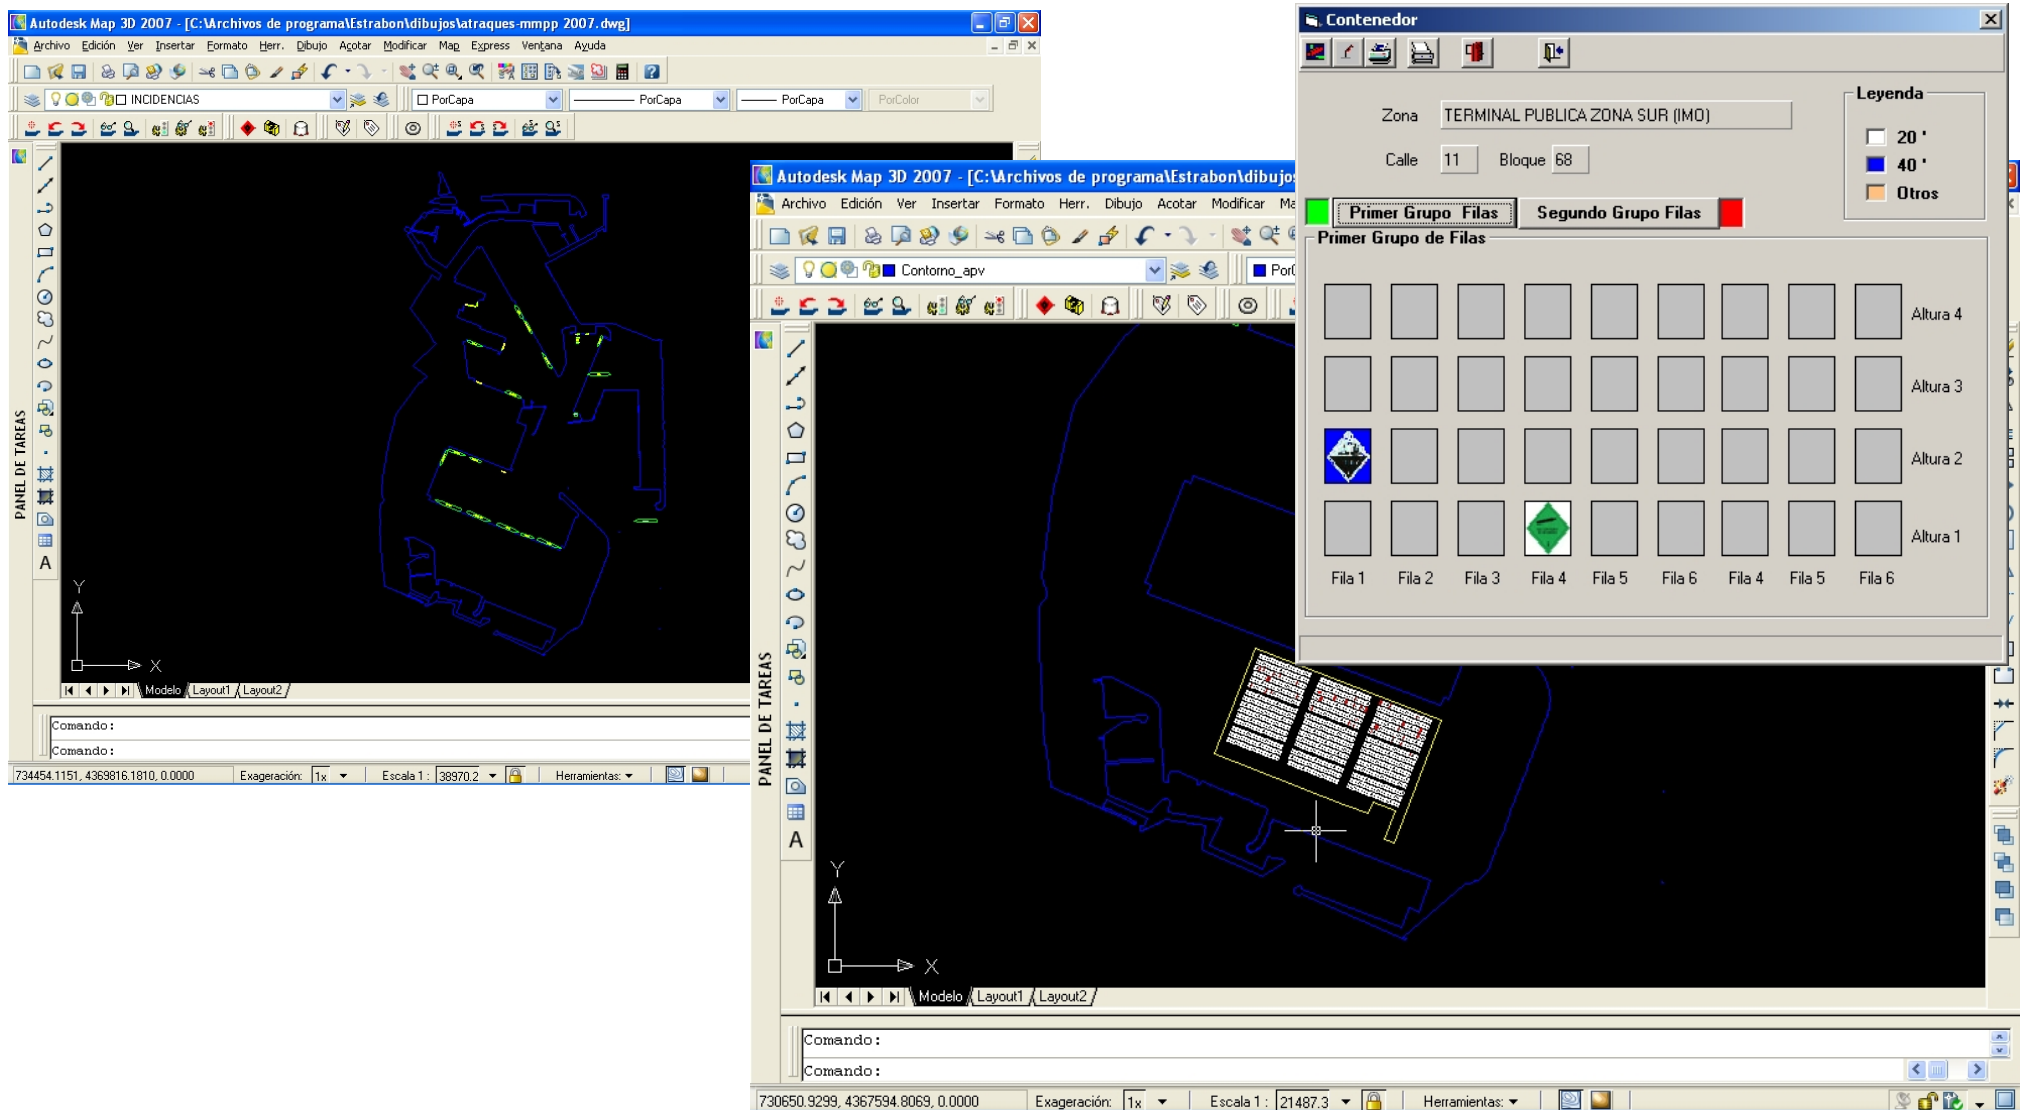 Autodesk Map 3D 2007 - [C:\Archivos de programa\Estrabon\dibujos\atraques-mmpp 2007.dwg]
Archivo Edición Ver Insertar Formato Herr. Dibujo Acotar Modificar Map Express Ventana Ayuda
INCIDENCIAS PorCapa PorCapa PorCapa PorColor
PANEL DE TAREAS
A
Y
X
Modelo Layout1 Layout2
Comando:
Comando:
734454.1151, 4369816.1810, 0.0000 Exageración: 1x Escala 1 : 38970.2 Herramientas:
Autodesk Map 3D 2007 - [C:\Archivos de programa\Estrabon\dibujos
Archivo Edición Ver Insertar Formato Herr. Dibujo Acotar Modificar Ma
Contorno_apv
PANEL DE TAREAS
A
Y
X
Modelo Layout1 Layout2
Comando:
Comando:
730650.9299, 4367594.8069, 0.0000 Exageración: 1x Escala 1 : 21487.3 Herramientas:
Contenedor
Zona TERMINAL PUBLICA ZONA SUR (IMO)
Calle 11 Bloque 68
Leyenda
20 '
40 '
Otros
Primer Grupo Filas Segundo Grupo Filas
Primer Grupo de Filas
Altura 4
Altura 3
Altura 2
Altura 1
Fila 1 Fila 2 Fila 3 Fila 4 Fila 5 Fila 6 Fila 4 Fila 5 Fila 6